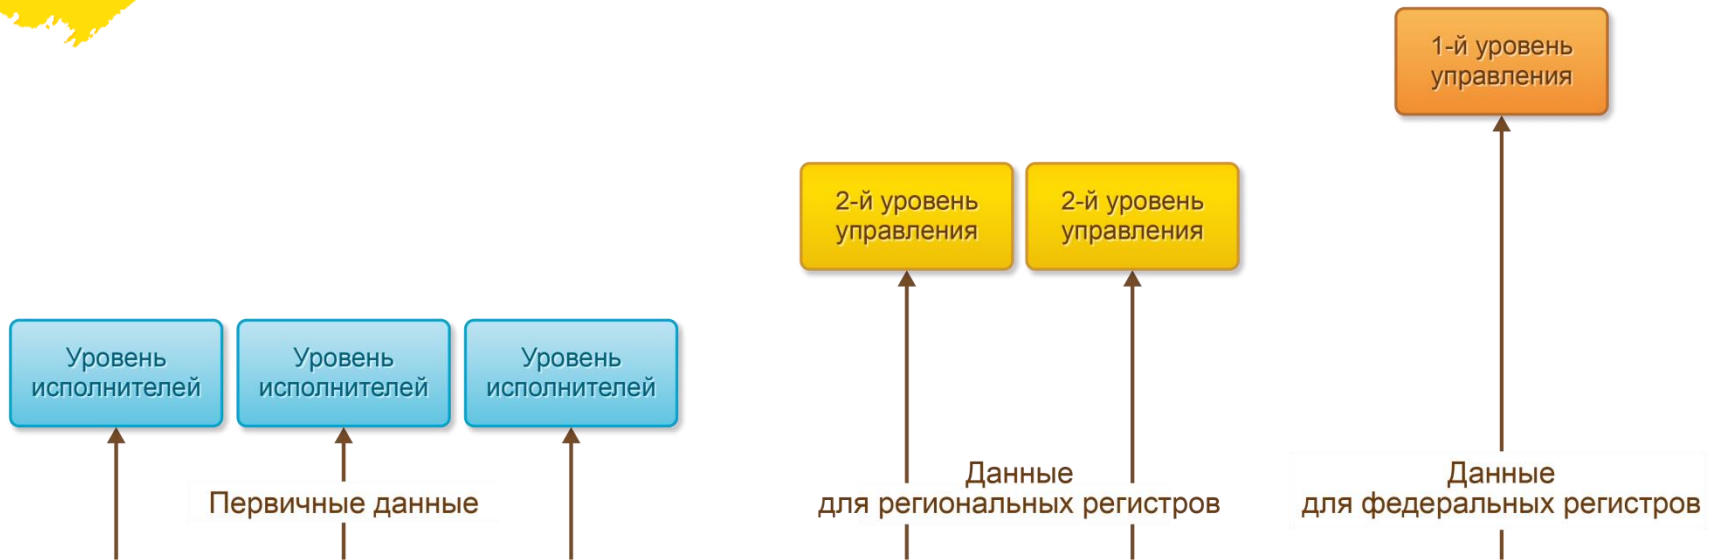 1-й уровень
управления
2-й уровень
управления
2-й уровень
управления
Уровень
исполнителей
Уровень
исполнителей
Уровень
исполнителей
Первичные данные
Данные
для региональных регистров
Данные
для федеральных регистров